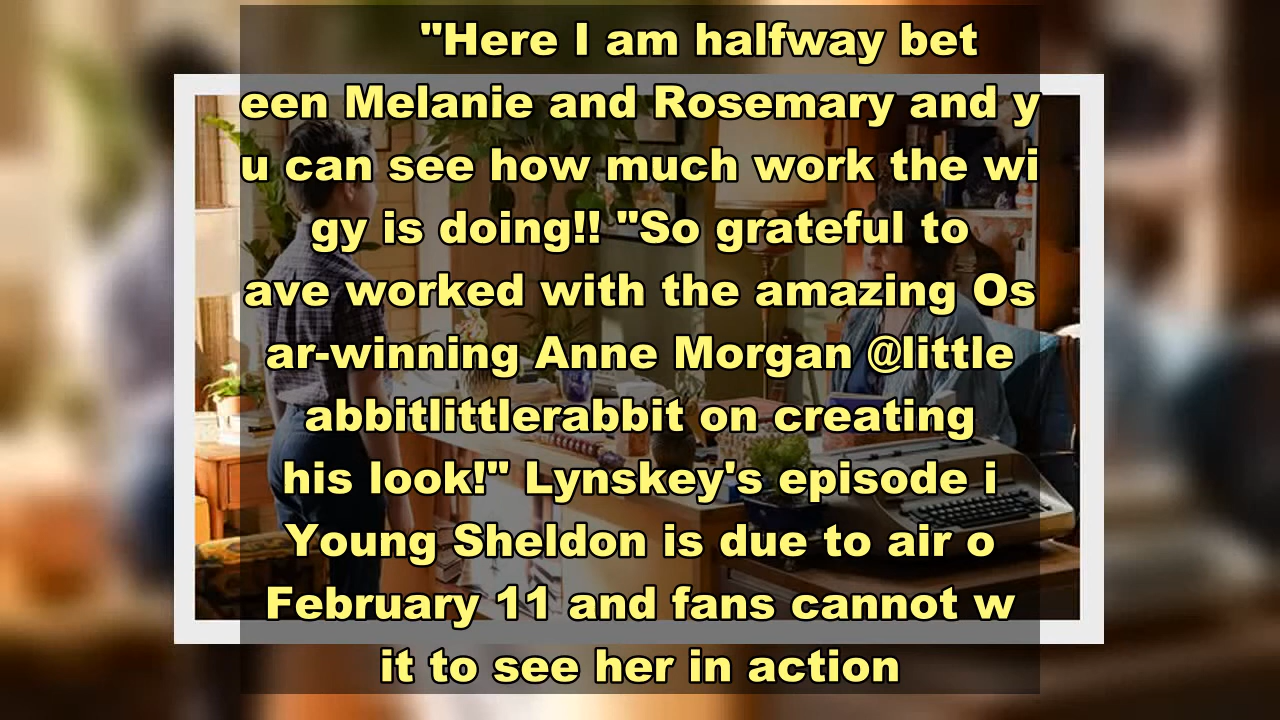 "Here I am halfway bet
een Melanie and Rosemary and y
u can see how much work the wi
gy is doing!! "So grateful to
ave worked with the amazing Os
ar-winning Anne Morgan @little
abbitlittlerabbit on creating
his look!" Lynskey's episode i
Young Sheldon is due to air o
February 11 and fans cannot w
it to see her in action